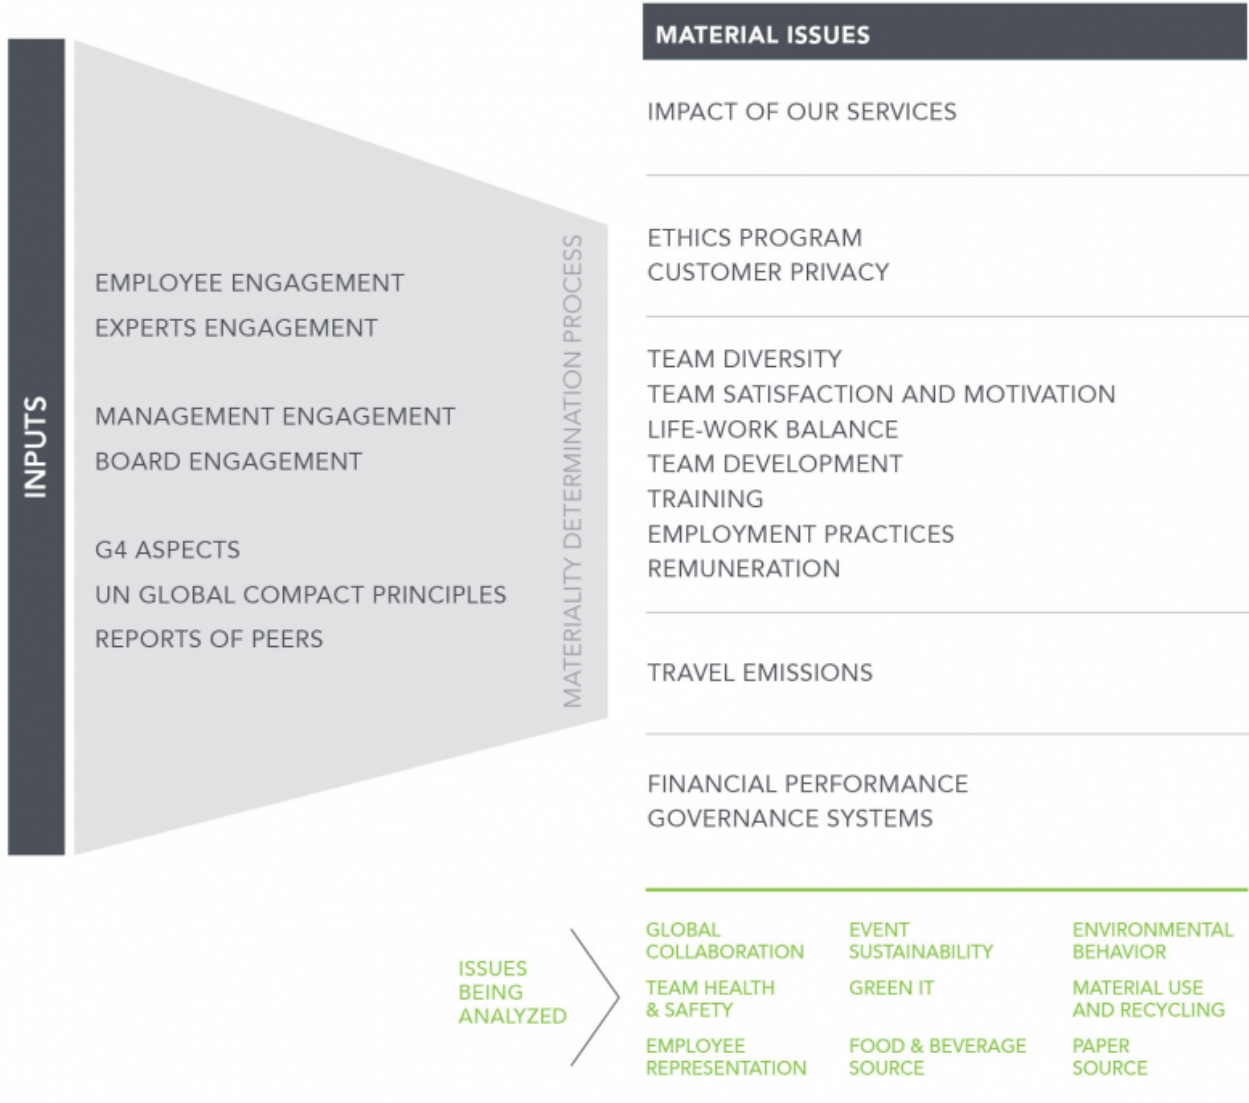 INPUTS
EMPLOYEE ENGAGEMENT
EXPERTS ENGAGEMENT
MANAGEMENT ENGAGEMENT
BOARD ENGAGEMENT
G4 ASPECTS
UN GLOBAL COMPACT PRINCIPLES
REPORTS OF PEERS
MATERIALITY DETERMINATION PROCESS
MATERIAL ISSUES
IMPACT OF OUR SERVICES
ETHICS PROGRAM
CUSTOMER PRIVACY
TEAM DIVERSITY
TEAM SATISFACTION AND MOTIVATION
LIFE-WORK BALANCE
TEAM DEVELOPMENT
TRAINING
EMPLOYMENT PRACTICES
REMUNERATION
TRAVEL EMISSIONS
FINANCIAL PERFORMANCE
GOVERNANCE SYSTEMS
ISSUES
BEING
ANALYZED
GLOBAL
COLLABORATION
EVENT
SUSTAINABILITY
ENVIRONMENTAL
BEHAVIOR
TEAM HEALTH
& SAFETY
GREEN IT
MATERIAL USE
AND RECYCLING
EMPLOYEE
REPRESENTATION
FOOD & BEVERAGE
SOURCE
PAPER
SOURCE